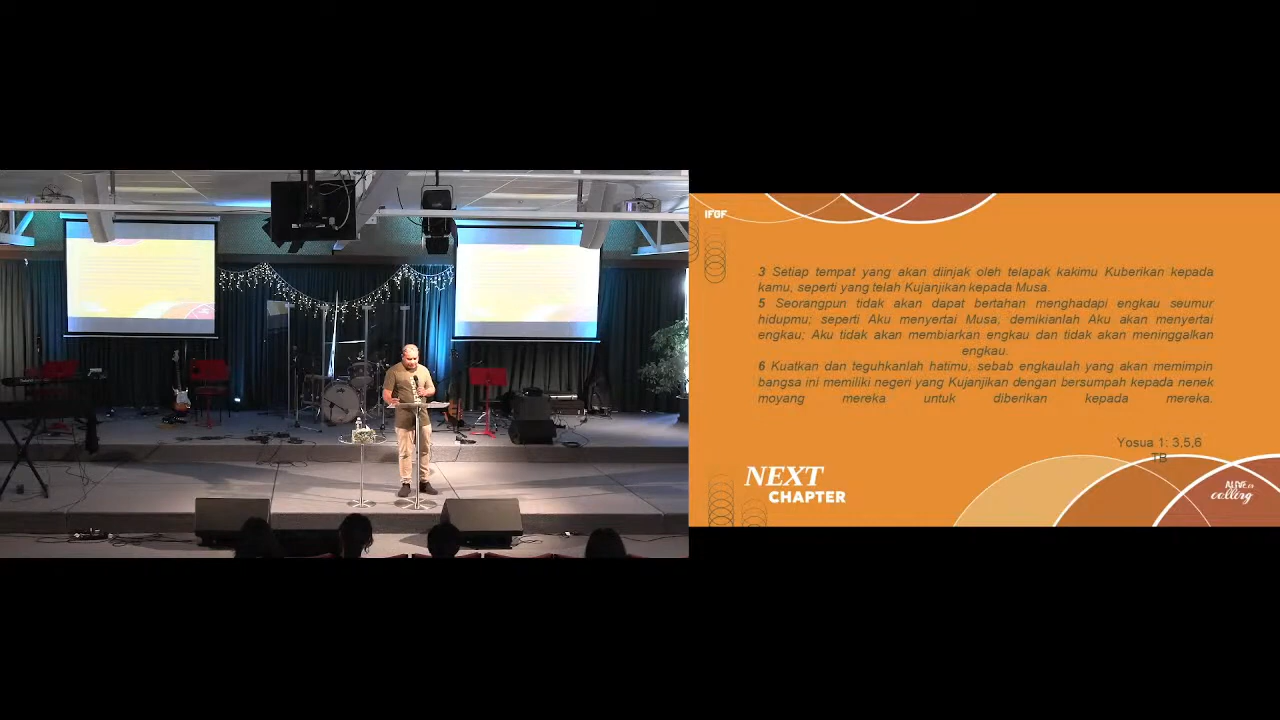 IFGF
3 Setiap tempat yang akan diinjak oleh telapak kakimu Kuberikan kepada
kamu, seperti yang telah Kujanjikan kepada Musa.
5 Seorangpun tidak akan dapat bertahan menghadapi engkau seumur
hidupmu; seperti Aku menyertai Musa, demikianlah Aku akan menyertai
engkau; Aku tidak akan membiarkan engkau dan tidak akan meninggalkan
engkau.
6 Kuatkan dan teguhkanlah hatimu, sebab engkaulah yang akan memimpin
bangsa ini memiliki negeri yang Kujanjikan dengan bersumpah kepada nenek
moyang mereka untuk diberikan kepada mereka.
Yosua 1: 3,5,6
TB
NEXT
CHAPTER
ALIVE in
calling